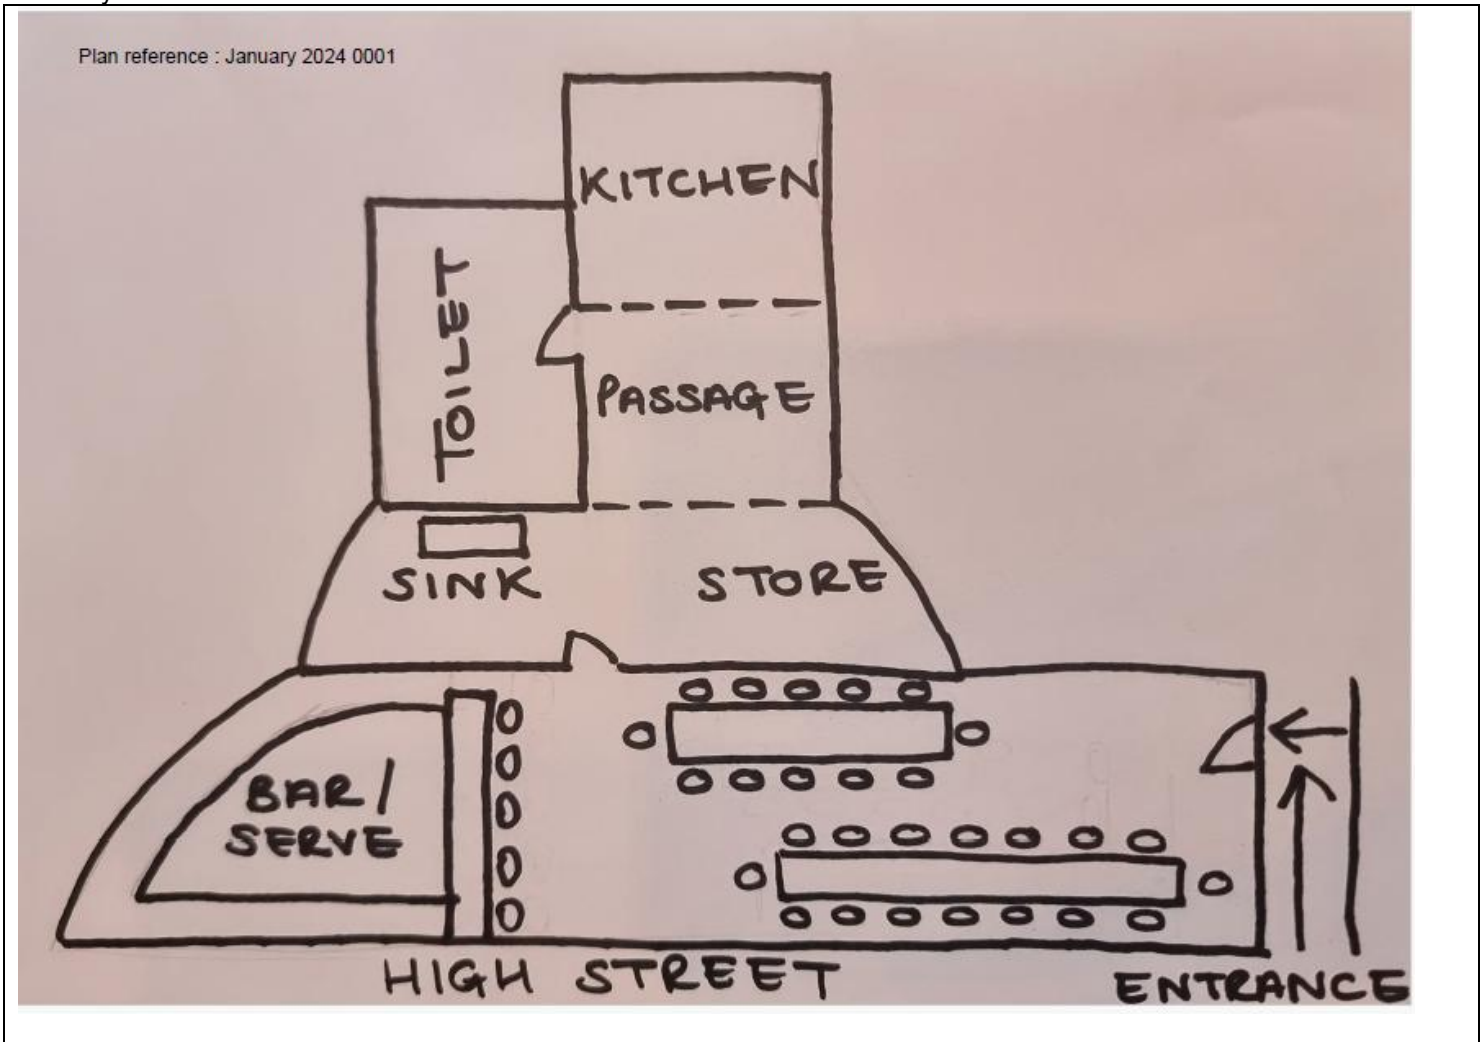 Plan reference : January 2024 0001
KITCHEN
TOILET
PASSAGE
SINK
STORE
BAR/
SERVE
HIGH STREET
ENTRANCE